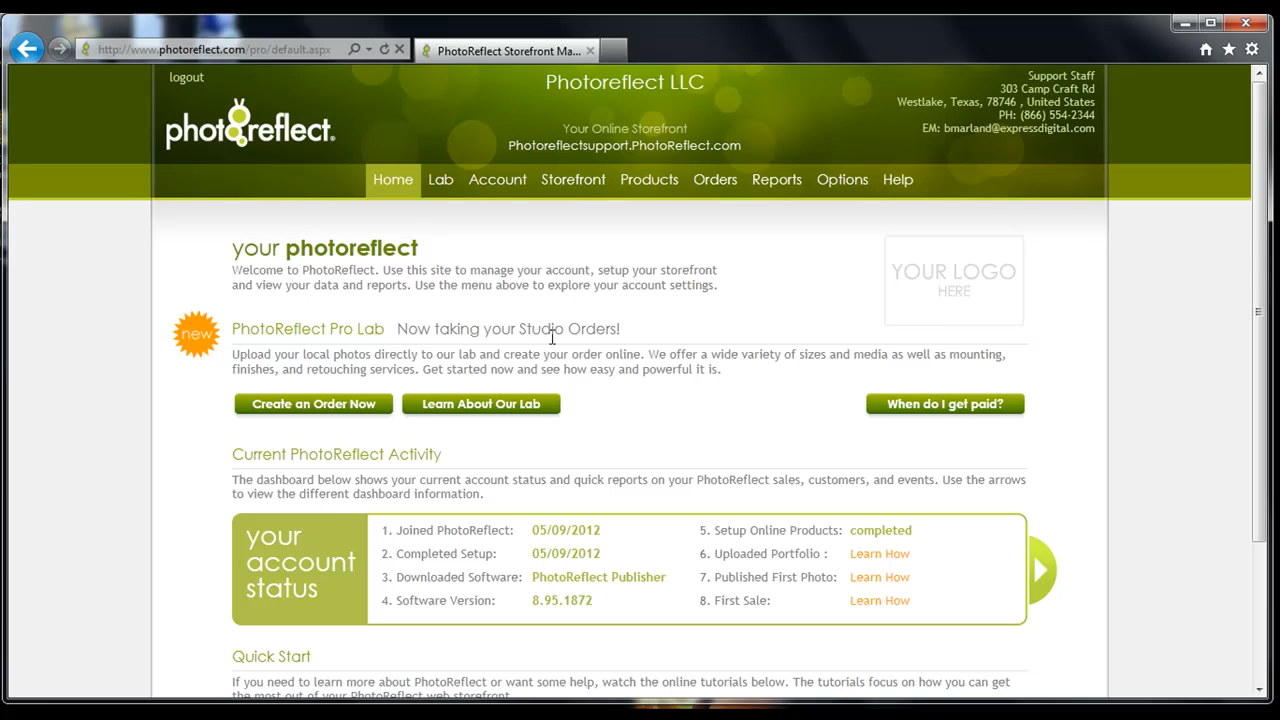 http://www.photoreflect.com/pro/default.aspx
PhotoReflect Storefront Ma...
logout
Photoreflect LLC
Support Staff
303 Camp Craft Rd
Westlake, Texas, 78746 , United States
PH: (866) 554-2344
EM: bmarland@expressdigital.com
photoreflect.
Your Online Storefront
Photoreflectsupport.PhotoReflect.com
Home Lab Account Storefront Products Orders Reports Options Help
your photoreflect
Welcome to PhotoReflect. Use this site to manage your account, setup your storefront
and view your data and reports. Use the menu above to explore your account settings.
YOUR LOGO
HERE
new
PhotoReflect Pro Lab Now taking your Studio Orders!
Upload your local photos directly to our lab and create your order online. We offer a wide variety of sizes and media as well as mounting,
finishes, and retouching services. Get started now and see how easy and powerful it is.
Create an Order Now Learn About Our Lab When do I get paid?
Current PhotoReflect Activity
The dashboard below shows your current account status and quick reports on your PhotoReflect sales, customers, and events. Use the arrows
to view the different dashboard information.
your
account
status
1. Joined PhotoReflect: 05/09/2012
2. Completed Setup: 05/09/2012
3. Downloaded Software: PhotoReflect Publisher
4. Software Version: 8.95.1872
5. Setup Online Products: completed
6. Uploaded Portfolio : Learn How
7. Published First Photo: Learn How
8. First Sale: Learn How
Quick Start
If you need to learn more about PhotoReflect or want some help, watch the online tutorials below. The tutorials focus on how you can get
the most out of your PhotoReflect web storefront.